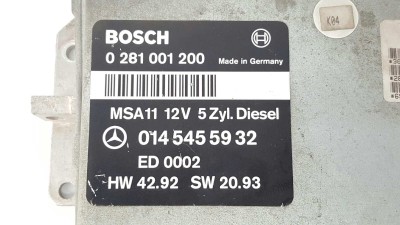 BOSCH
0 281 001 200
Made in Germany
MSA11 12V 5 Zyl. Diesel
014 545 59 32
ED 0002
HW 42.92 SW 20.93
K04